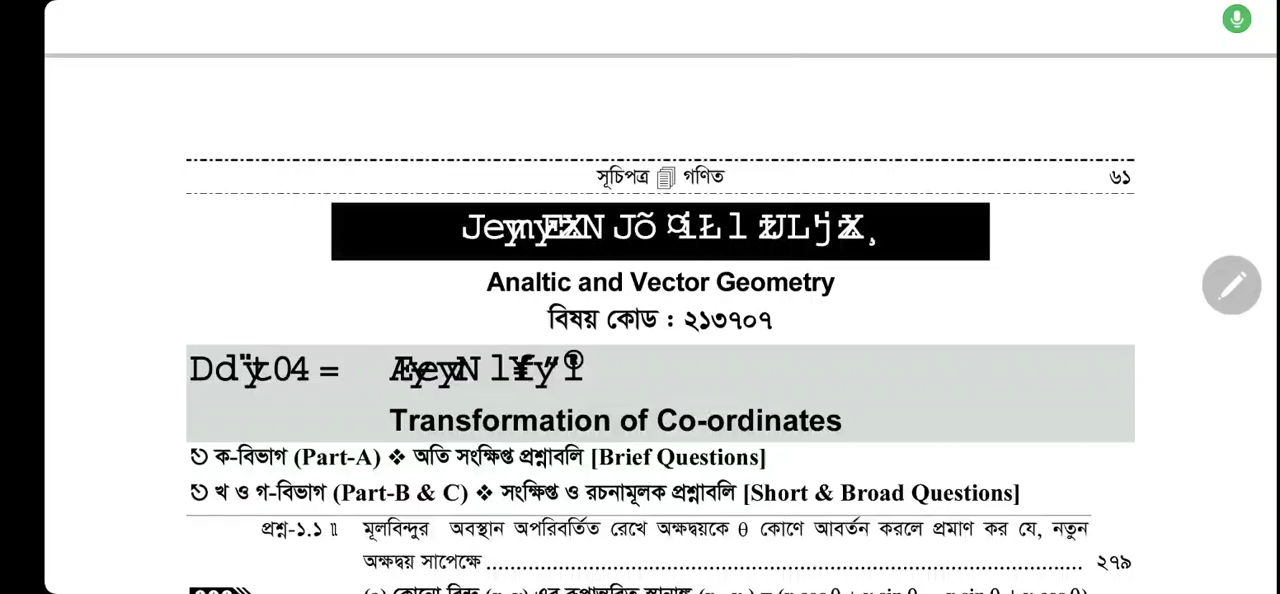 সূচিপত্র গণিত ৬১
Analtic and Vector Geometry
বিষয় কোড : ২১৩৭০৭
Transformation of Co-ordinates
ক-বিভাগ (Part-A) ❖ অতি সংক্ষিপ্ত প্রশ্নাবলি [Brief Questions]
খ ও গ-বিভাগ (Part-B & C) ❖ সংক্ষিপ্ত ও রচনামূলক প্রশ্নাবলি [Short & Broad Questions]
প্রশ্ন-১.১ ॥ মূলবিন্দুর অবস্থান অপরিবর্তিত রেখে অক্ষদ্বয়কে θ কোণে আবর্তন করলে প্রমাণ কর যে, নতুন
অক্ষদ্বয় সাপেক্ষে ........................................ ২৭৯